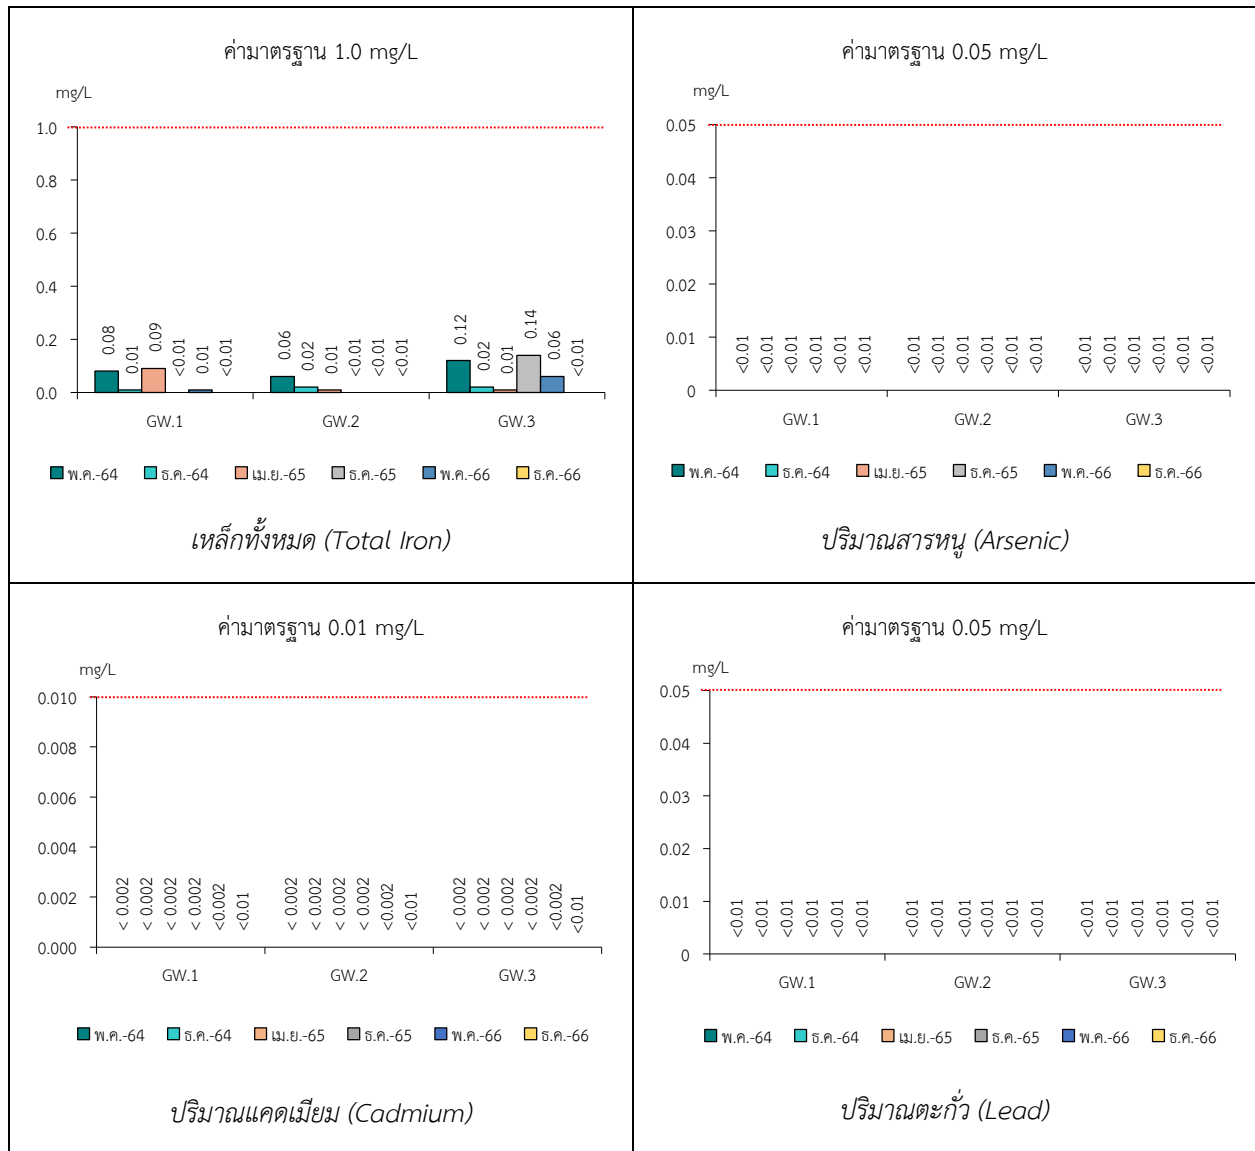 ค่ามาตรฐาน 1.0 mg/L
mg/L
1.0
0.8
0.6
0.4
0.2
0.0
0.08 0.01 0.09 <0.01 0.01 <0.01
0.06 0.02 0.01 <0.01 <0.01 <0.01
0.12 0.02 0.01 0.14 0.06 <0.01
GW.1 GW.2 GW.3
พ.ค.-64 ธ.ค.-64 เม.ย.-65 ธ.ค.-65 พ.ค.-66 ธ.ค.-66
เหล็กทั้งหมด (Total Iron)
ค่ามาตรฐาน 0.05 mg/L
mg/L
0.05
0.04
0.03
0.02
0.01
0
<0.01 <0.01 <0.01 <0.01 <0.01 <0.01
<0.01 <0.01 <0.01 <0.01 <0.01 <0.01
<0.01 <0.01 <0.01 <0.01 <0.01 <0.01
GW.1 GW.2 GW.3
พ.ค.-64 ธ.ค.-64 เม.ย.-65 ธ.ค.-65 พ.ค.-66 ธ.ค.-66
ปริมาณสารหนู (Arsenic)
ค่ามาตรฐาน 0.01 mg/L
mg/L
0.010
0.008
0.006
0.004
0.002
0.000
< 0.002 < 0.002 < 0.002 < 0.002 <0.002 <0.01
< 0.002 < 0.002 < 0.002 < 0.002 <0.002 <0.01
< 0.002 < 0.002 < 0.002 < 0.002 <0.002 <0.01
GW.1 GW.2 GW.3
พ.ค.-64 ธ.ค.-64 เม.ย.-65 ธ.ค.-65 พ.ค.-66 ธ.ค.-66
ปริมาณแคดเมียม (Cadmium)
ค่ามาตรฐาน 0.05 mg/L
mg/L
0.05
0.04
0.03
0.02
0.01
0
<0.01 <0.01 <0.01 <0.01 <0.01 <0.01
<0.01 <0.01 <0.01 <0.01 <0.01 <0.01
<0.01 <0.01 <0.01 <0.01 <0.01 <0.01
GW.1 GW.2 GW.3
พ.ค.-64 ธ.ค.-64 เม.ย.-65 ธ.ค.-65 พ.ค.-66 ธ.ค.-66
ปริมาณตะกั่ว (Lead)